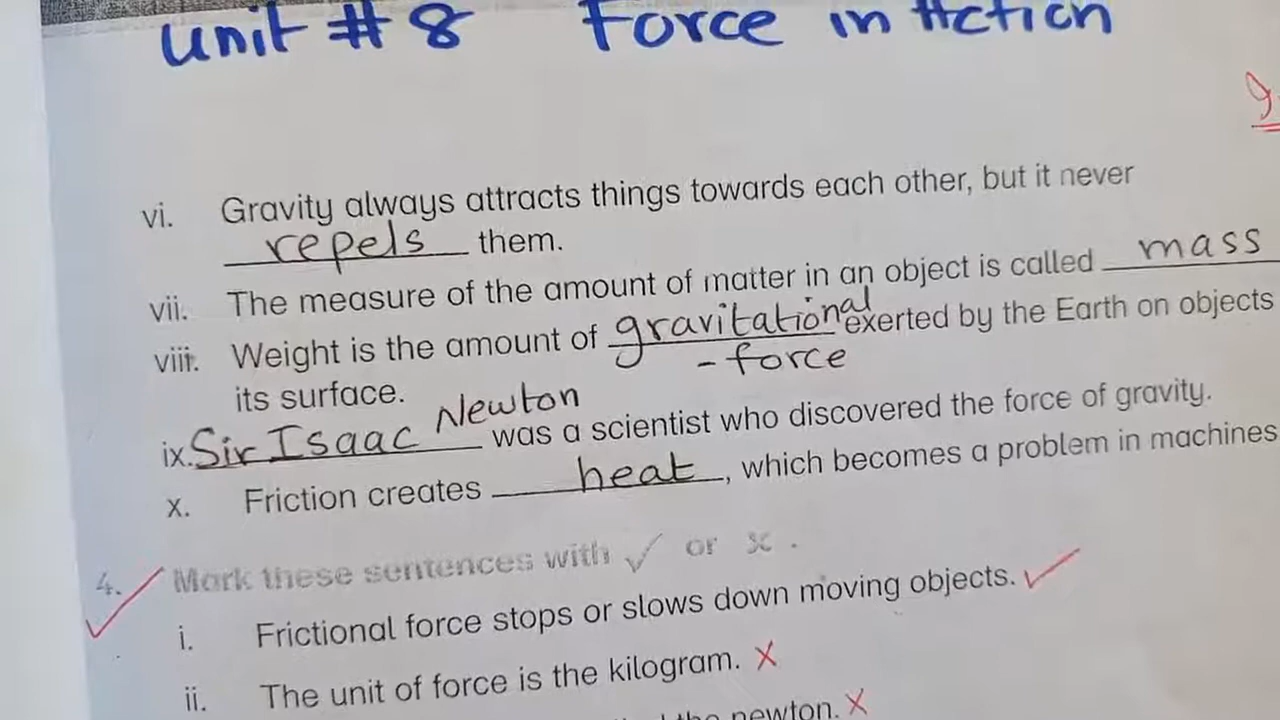 Unit # 8 Force in Action
vi. Gravity always attracts things towards each other, but it never
repels them.
vii. The measure of the amount of matter in an object is called mass
viii. Weight is the amount of gravitational exerted by the Earth on objects
- force
its surface.
ix. Sir Isaac Newton was a scientist who discovered the force of gravity.
x. Friction creates heat, which becomes a problem in machines
4. Mark these sentences with ✓ or x.
i. Frictional force stops or slows down moving objects. ✓
ii. The unit of force is the kilogram. X
the newton. X